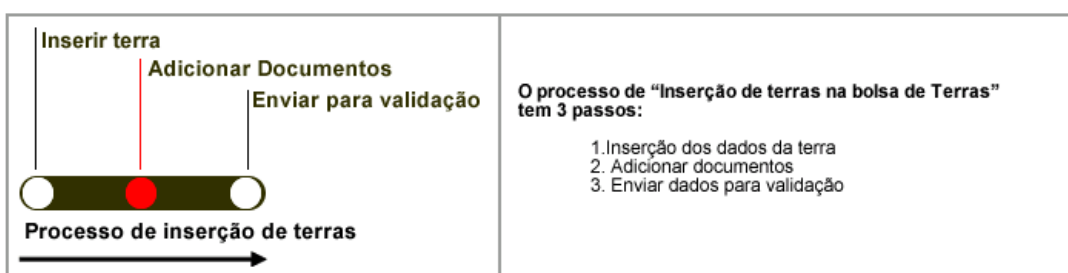 Inserir terra
Adicionar Documentos
Enviar para validação
Processo de inserção de terras
O processo de “Inserção de terras na bolsa de Terras”
tem 3 passos:
1.Inserção dos dados da terra
2. Adicionar documentos
3. Enviar dados para validação